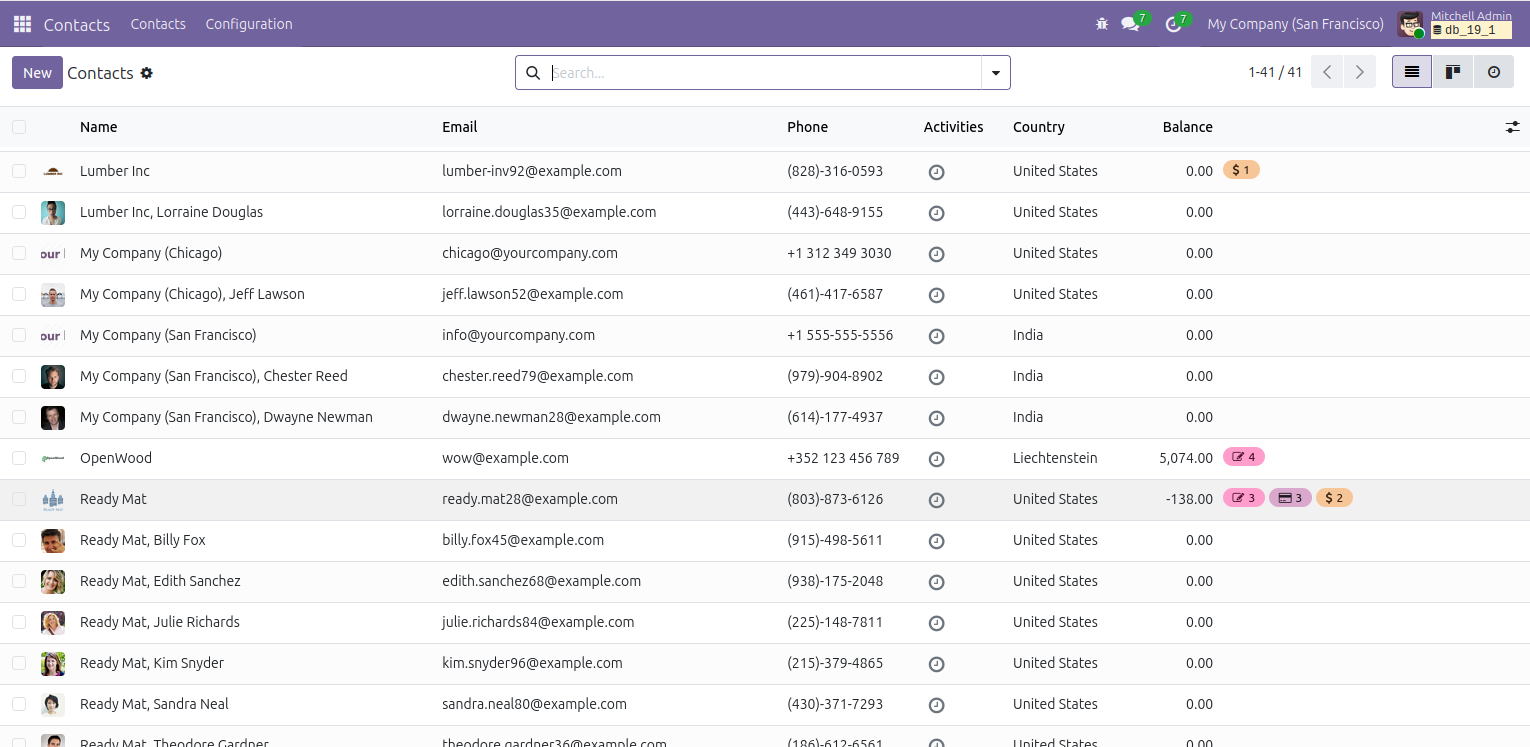 Contacts Contacts Configuration 7 7 My Company (San Francisco) Mitchell Admin
db_19_1
New Contacts Search... 1-41 / 41
Name Email Phone Activities Country Balance
Lumber Inc lumber-inv92@example.com (828)-316-0593 United States 0.00 $ 1
Lumber Inc, Lorraine Douglas lorraine.douglas35@example.com (443)-648-9155 United States 0.00
our My Company (Chicago) chicago@yourcompany.com +1 312 349 3030 United States 0.00
My Company (Chicago), Jeff Lawson jeff.lawson52@example.com (461)-417-6587 United States 0.00
our My Company (San Francisco) info@yourcompany.com +1 555-555-5556 India 0.00
My Company (San Francisco), Chester Reed chester.reed79@example.com (979)-904-8902 India 0.00
My Company (San Francisco), Dwayne Newman dwayne.newman28@example.com (614)-177-4937 India 0.00
OpenWood wow@example.com +352 123 456 789 Liechtenstein 5,074.00 4
Ready Mat ready.mat28@example.com (803)-873-6126 United States -138.00 3 3 $ 2
Ready Mat, Billy Fox billy.fox45@example.com (915)-498-5611 United States 0.00
Ready Mat, Edith Sanchez edith.sanchez68@example.com (938)-175-2048 United States 0.00
Ready Mat, Julie Richards julie.richards84@example.com (225)-148-7811 United States 0.00
Ready Mat, Kim Snyder kim.snyder96@example.com (215)-379-4865 United States 0.00
Ready Mat, Sandra Neal sandra.neal80@example.com (430)-371-7293 United States 0.00
Ready Mat, Theodore Gardner theodore.gardner36@example.com (186)-612-6561 United States 0.00